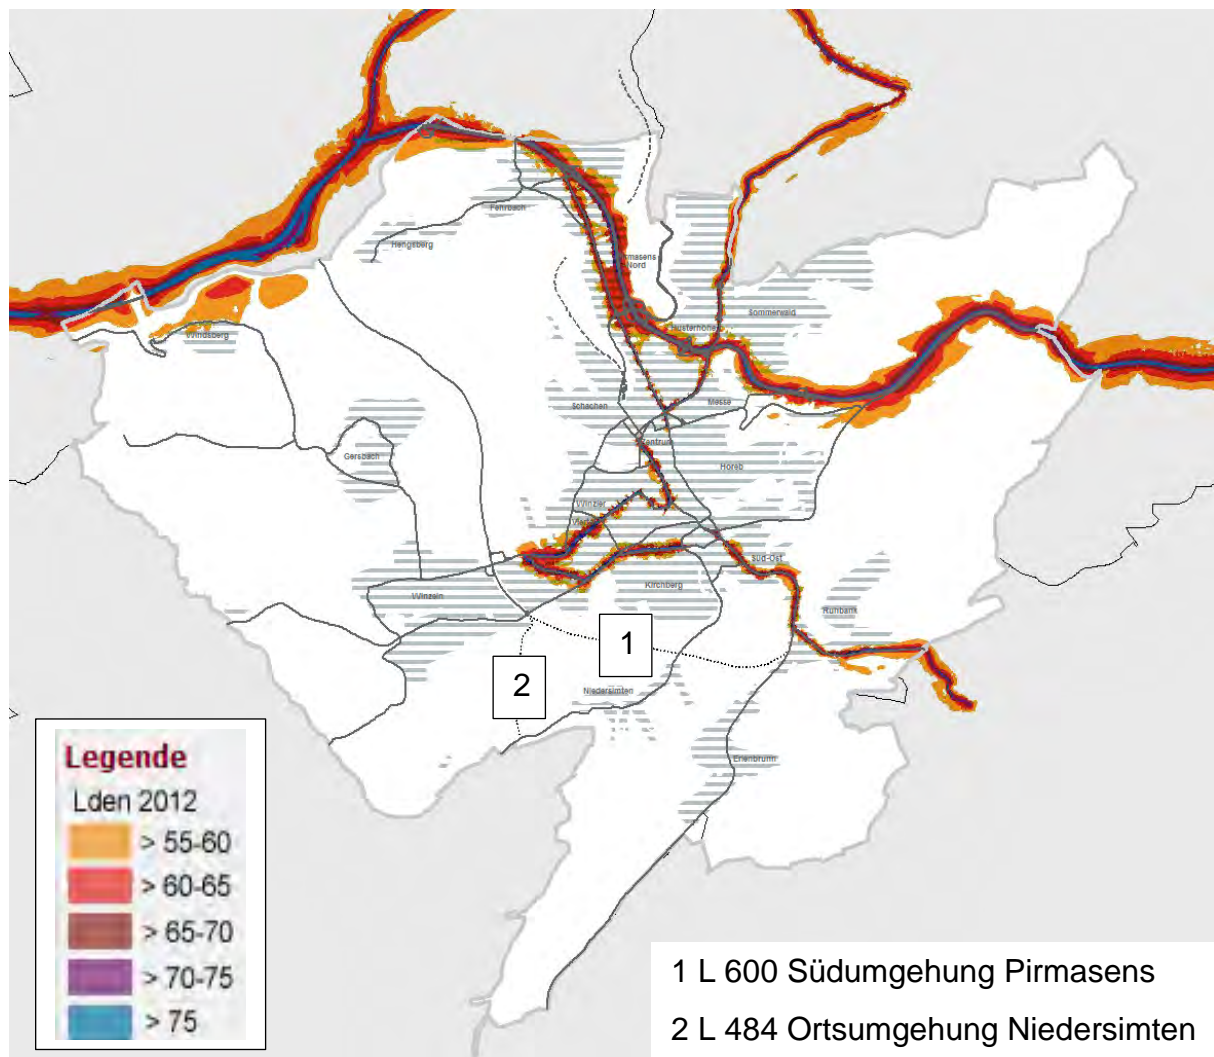 Fehrbach
Hengsberg
Nord
Sommerwald
Husterhöhe
Windsberg
Schachen
Messe
Zentrum
Gersbach
Horeb
Winzler
Süd-Ost
Kirchberg
Winzeln
Ruhbank
1
2
Niedersimten
Erlenbrunn
Legende
Lden 2012
> 55-60
> 60-65
> 65-70
> 70-75
> 75
1 L 600 Südumgehung Pirmasens
2 L 484 Ortsumgehung Niedersimten